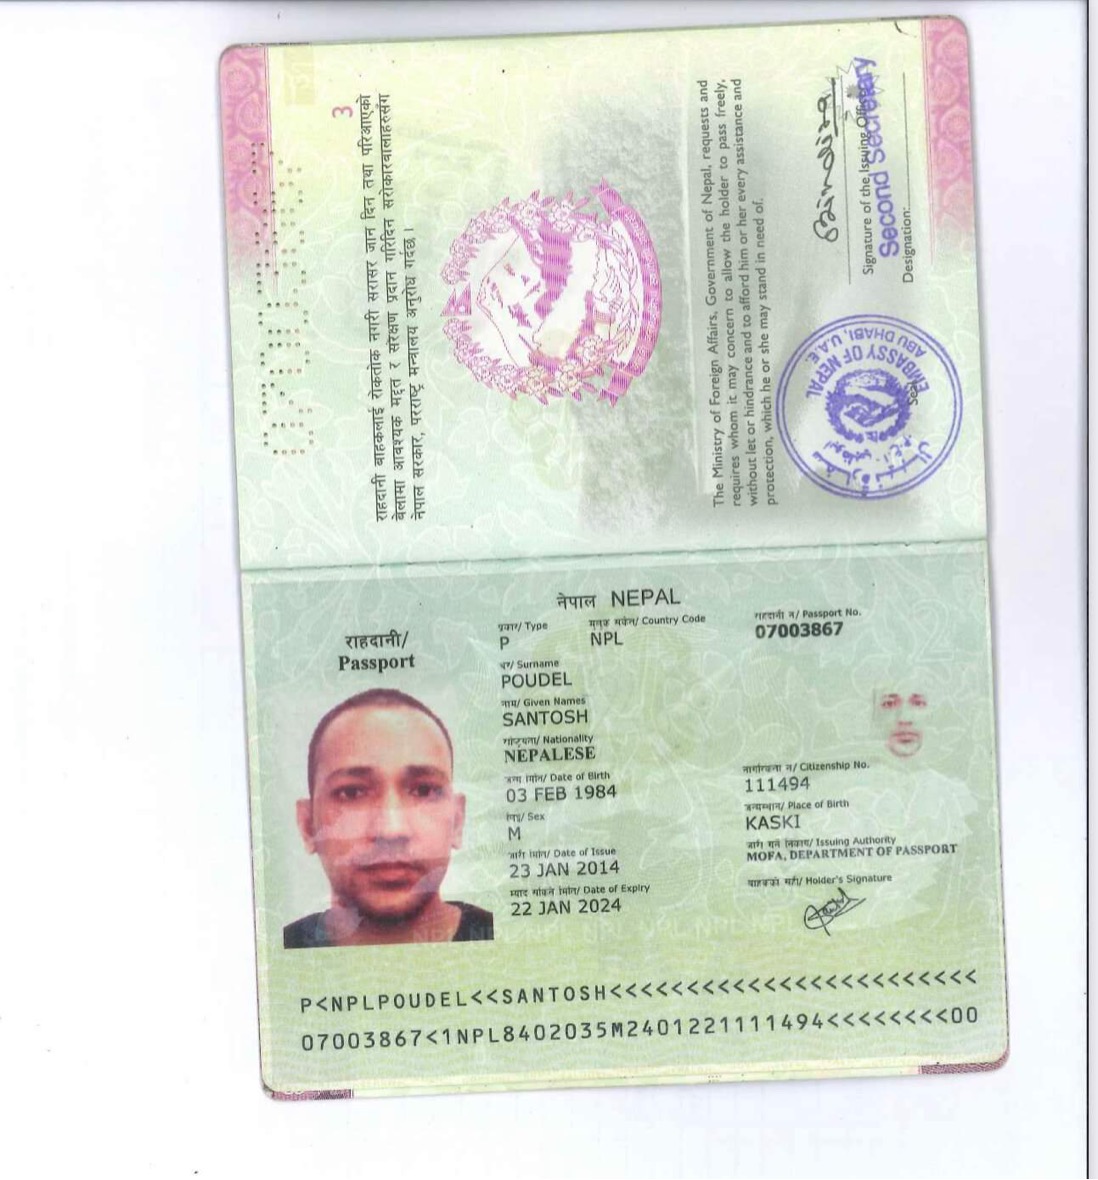 3
राहदानी बाहकलाई रोकतोक नगरी सरासर जान दिन तथा परिआएको
बेलामा आवश्यक मद्दत र संरक्षण प्रदान गरिदिन सरोकारवालाहरुसँग
नेपाल सरकार, परराष्ट्र मन्त्रालय अनुरोध गर्दछ ।
The Ministry of Foreign Affairs, Government of Nepal, requests and
requires whom it may concern to allow the holder to pass freely,
without let or hindrance and to afford him or her every assistance and
protection, which he or she may stand in need of.
Signature of the Issuing Officer
Second Secretary
Designation:
Seal
EMBASSY OF NEPAL
ABU DHABI, U.A.E.
नेपाल NEPAL
राहदानी/
Passport
प्रकार/ Type
P
मुलुक संकेत/ Country Code
NPL
राहदानी नं/ Passport No.
07003867
थर/ Surname
POUDEL
नाम/ Given Names
SANTOSH
राष्ट्रियता/ Nationality
NEPALESE
जन्म मिति/ Date of Birth
03 FEB 1984
नागरिकता नं/ Citizenship No.
111494
लिङ्ग/ Sex
M
जन्मस्थान/ Place of Birth
KASKI
जारी मिति/ Date of Issue
23 JAN 2014
जारी गर्ने निकाय/ Issuing Authority
MOFA, DEPARTMENT OF PASSPORT
म्याद सकिने मिति/ Date of Expiry
22 JAN 2024
वाहकको सही/ Holder's Signature
P<NPLPOUDEL<<SANTOSH<<<<<<<<<<<<<<<<<<<<<<<<
07003867<1NPL8402035M2401221111494<<<<<<<<00